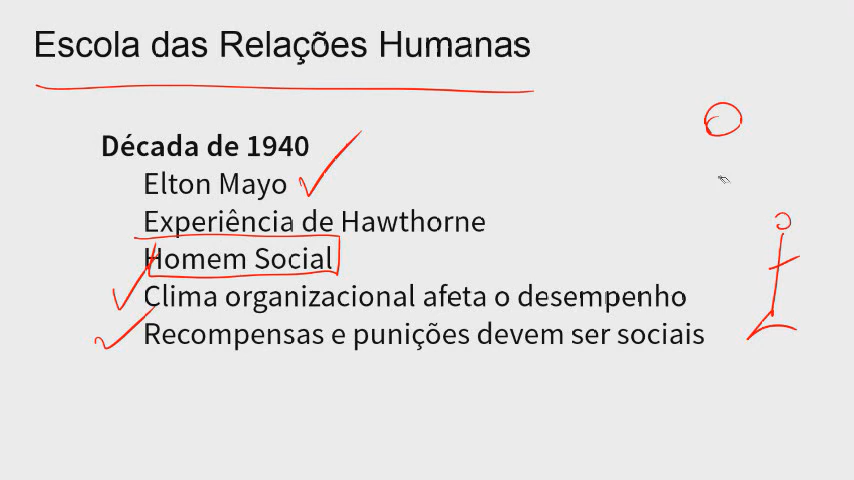 Escola das Relações Humanas
Década de 1940
Elton Mayo
Experiência de Hawthorne
Homem Social
Clima organizacional afeta o desempenho
Recompensas e punições devem ser sociais